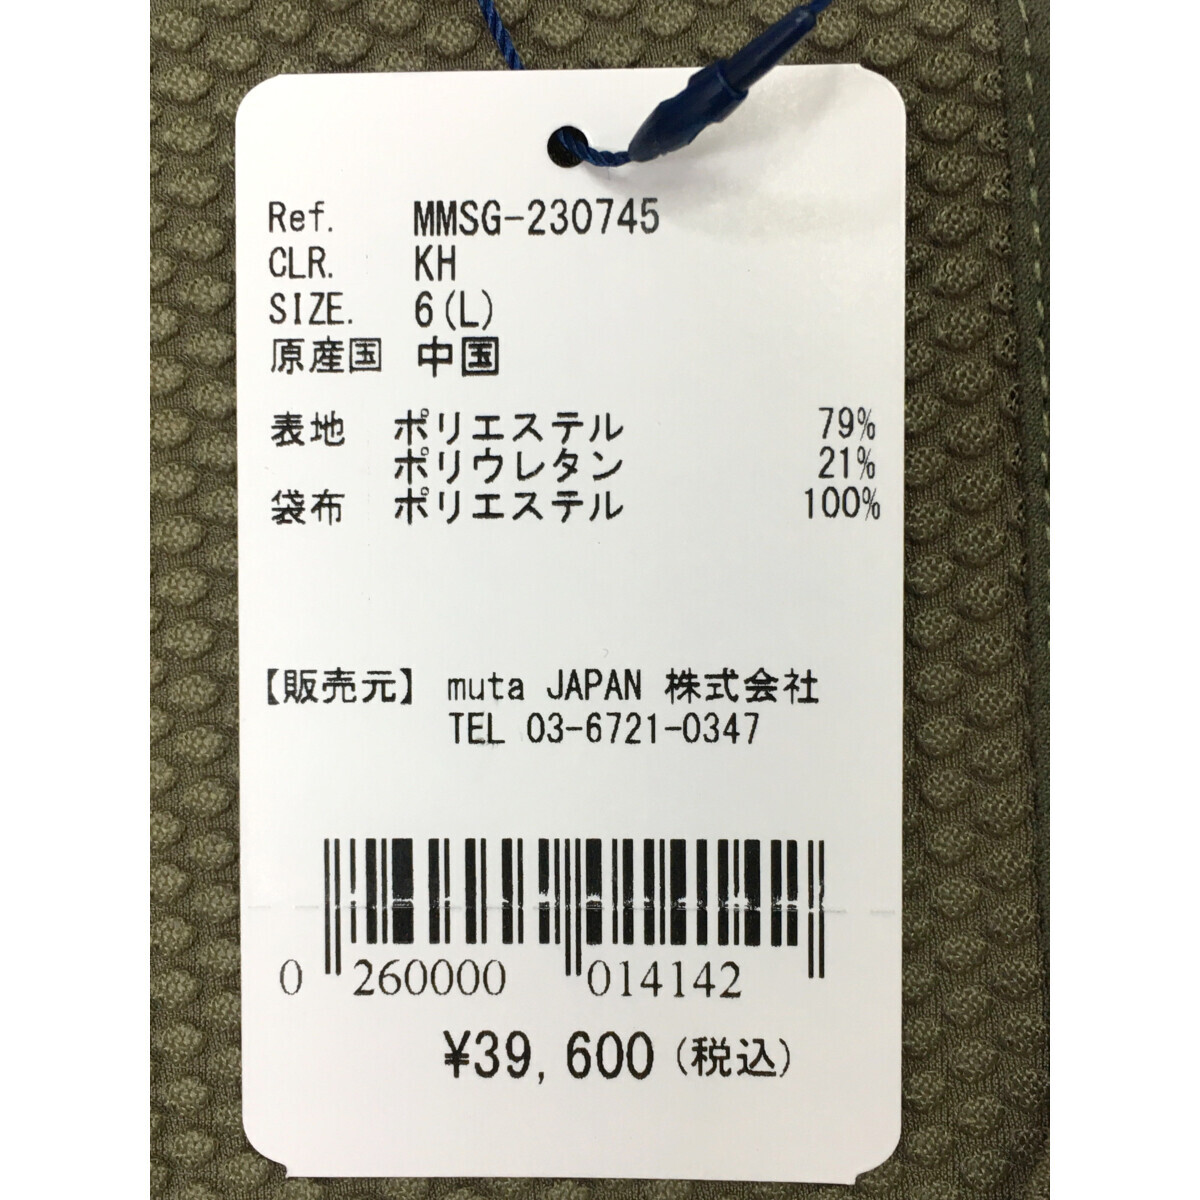 Ref. MMSG-230745
CLR. KH
SIZE. 6(L)
原産国 中国
表地 ポリエステル 79%
ポリウレタン 21%
袋布 ポリエステル 100%
【販売元】 muta JAPAN 株式会社
TEL 03-6721-0347
0 260000 014142
¥39,600(税込)